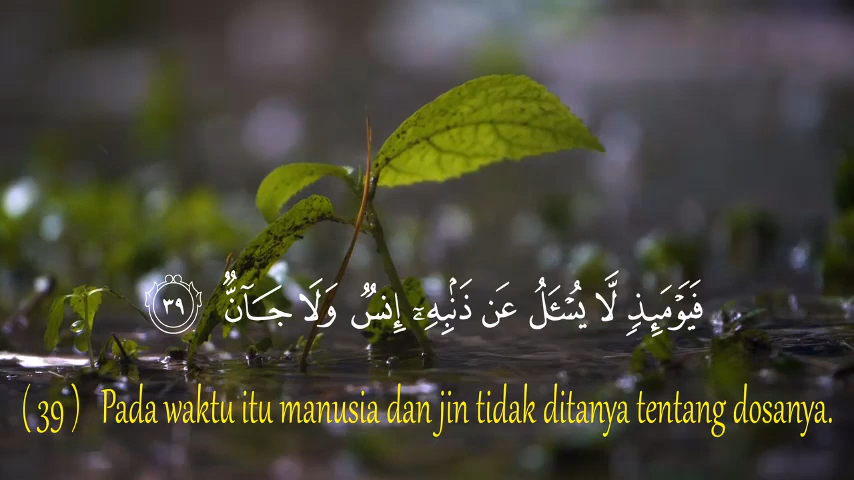 فَيَوْمَئِذٍ لَّا يُسْـَٔلُ عَن ذَنۢبِهِۦٓ إِنسٌ وَلَا جَآنٌّ ٣٩
( 39 ) Pada waktu itu manusia dan jin tidak ditanya tentang dosanya.